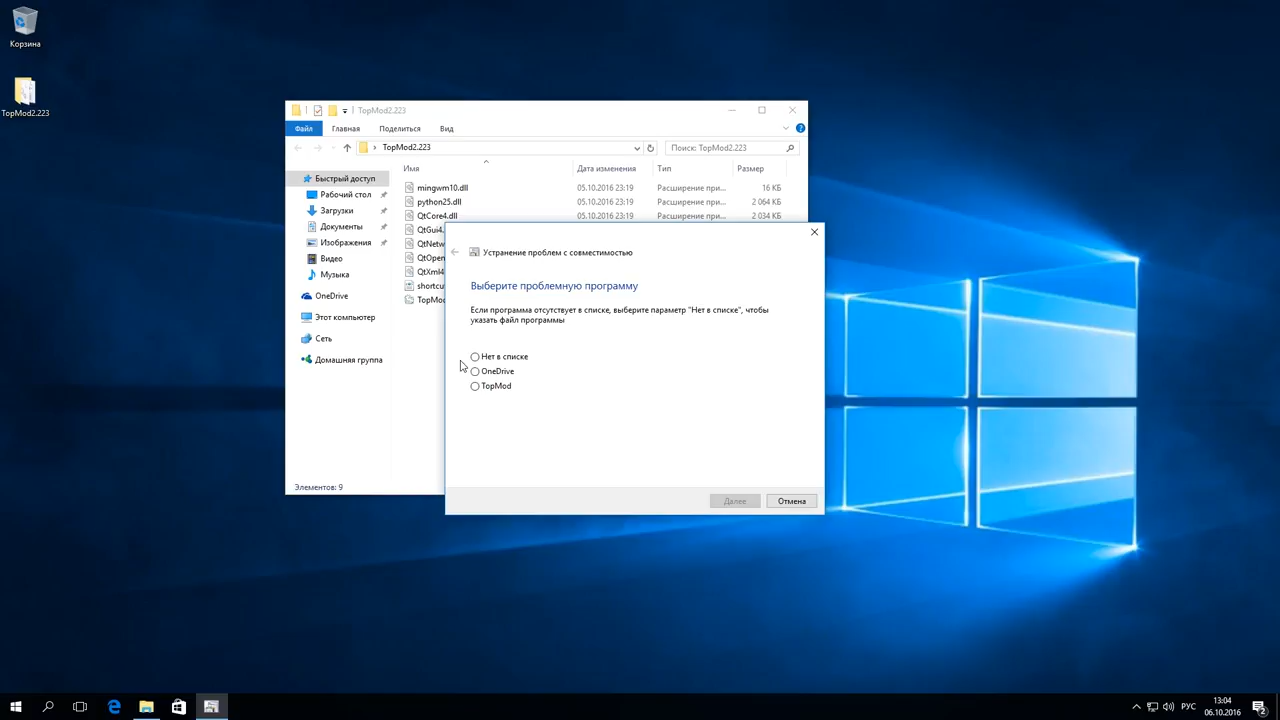 Корзина
TopMod2.223
TopMod2.223
Файл Главная Поделиться Вид
TopMod2.223 Поиск: TopMod2.223
Имя Дата изменения Тип Размер
Быстрый доступ
Рабочий стол
Загрузки
Документы
Изображения
Видео
Музыка
OneDrive
Этот компьютер
Сеть
Домашняя группа
mingwm10.dll 05.10.2016 23:19 Расширение при... 16 КБ
python25.dll 05.10.2016 23:19 Расширение при... 2 064 КБ
QtCore4.dll 05.10.2016 23:19 Расширение при... 2 034 КБ
QtGui4.
QtNetw
QtOpen
QtXml4
shortcu
TopMod
Элементов: 9
Устранение проблем с совместимостью
Выберите проблемную программу
Если программа отсутствует в списке, выберите параметр "Нет в списке", чтобы
указать файл программы
Нет в списке
OneDrive
TopMod
Далее Отмена
РУС
13:04
06.10.2016
2